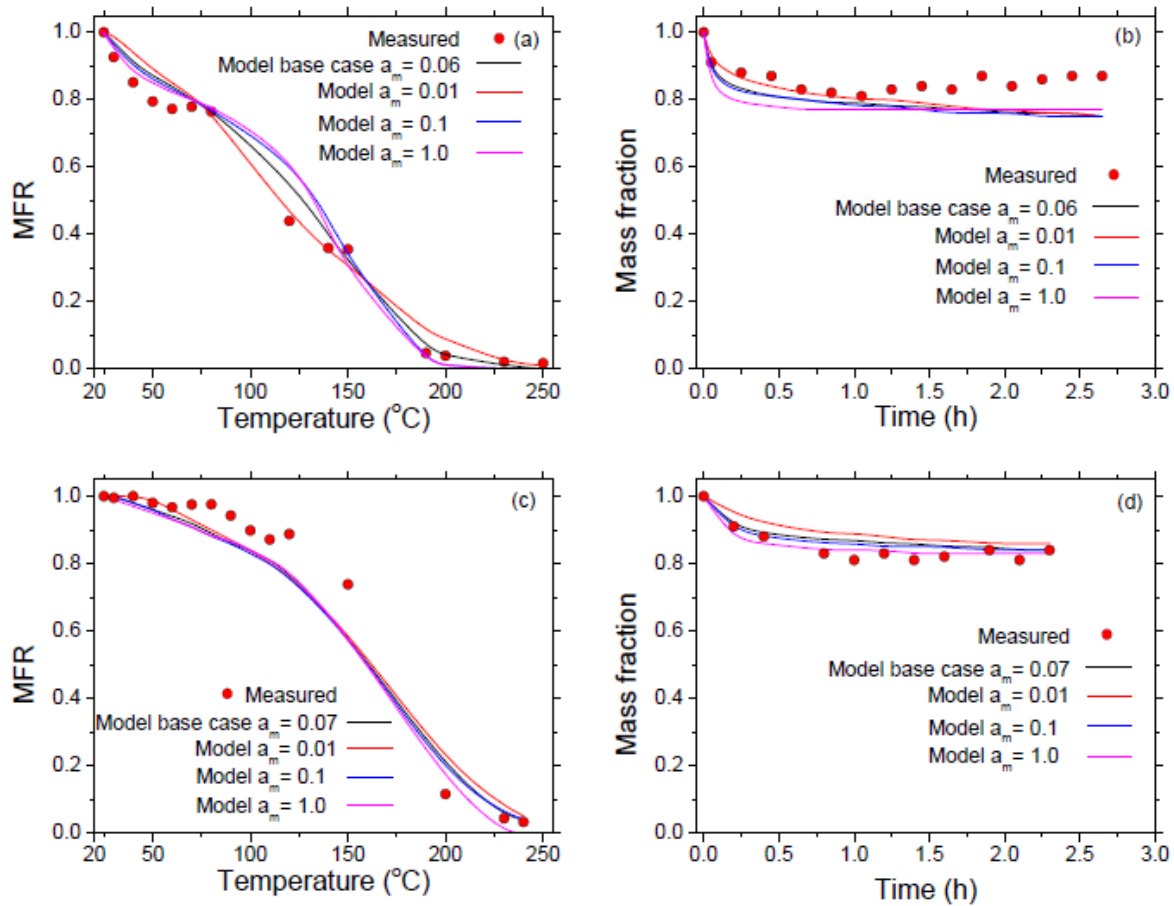 1.0
0.8
0.6
0.4
0.2
0.0
MFR
20
50
100
150
200
250
Temperature (°C)
(a)
Measured
Model base case a_m = 0.06
Model a_m = 0.01
Model a_m = 0.1
Model a_m = 1.0
1.0
0.8
0.6
0.4
0.2
0.0
Mass fraction
0.0 0.5 1.0 1.5 2.0 2.5 3.0
Time (h)
(b)
Measured
Model base case a_m = 0.06
Model a_m = 0.01
Model a_m = 0.1
Model a_m = 1.0
1.0
0.8
0.6
0.4
0.2
0.0
MFR
20 50 100 150 200 250
Temperature (°C)
(c)
Measured
Model base case a_m = 0.07
Model a_m = 0.01
Model a_m = 0.1
Model a_m = 1.0
1.0
0.8
0.6
0.4
0.2
0.0
Mass fraction
0.0 0.5 1.0 1.5 2.0 2.5 3.0
Time (h)
(d)
Measured
Model base case a_m = 0.07
Model a_m = 0.01
Model a_m = 0.1
Model a_m = 1.0